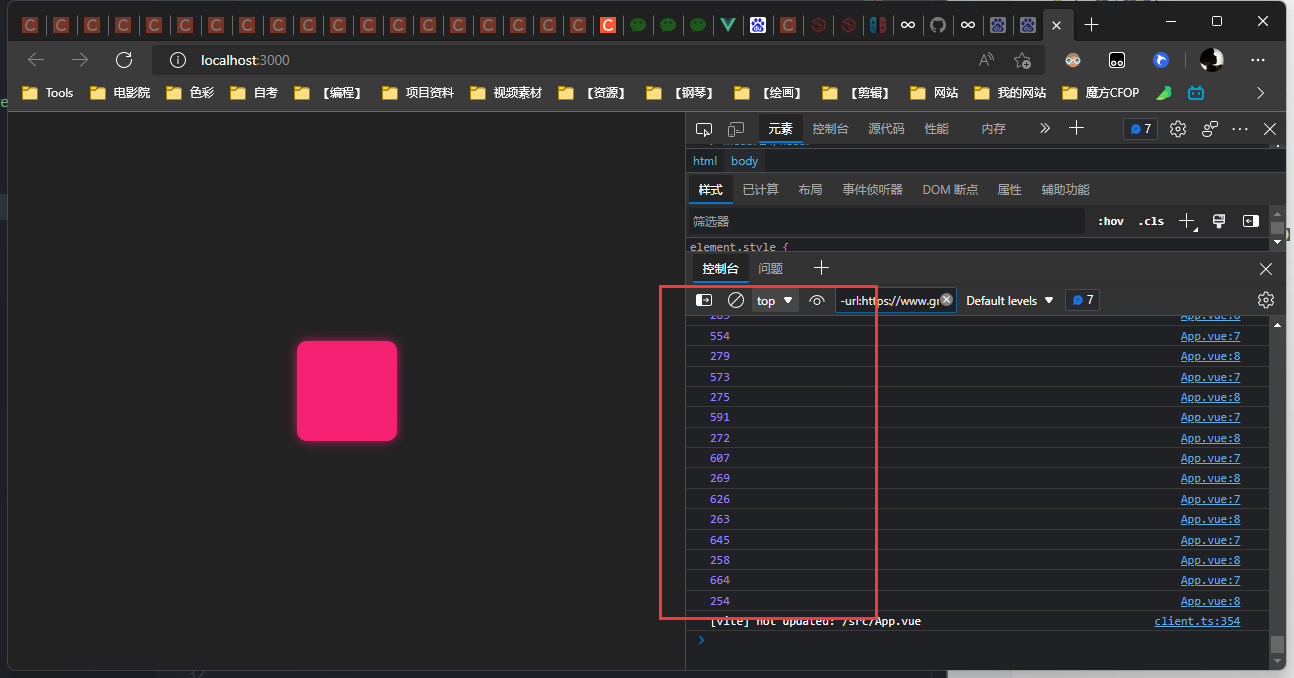 localhost:3000
Tools 电影院 色彩 自考 【编程】 项目资料 视频素材 【资源】 【钢琴】 【绘画】 【剪辑】 网站 我的网站 魔方CFOP
元素 控制台 源代码 性能 内存 7
html body
样式 已计算 布局 事件侦听器 DOM 断点 属性 辅助功能
筛选器 :hov .cls
element.style {
控制台 问题
top -url:https://www.gr Default levels 7
265 App.vue:8
554 App.vue:7
279 App.vue:8
573 App.vue:7
275 App.vue:8
591 App.vue:7
272 App.vue:8
607 App.vue:7
269 App.vue:8
626 App.vue:7
263 App.vue:8
645 App.vue:7
258 App.vue:8
664 App.vue:7
254 App.vue:8
[vite] hot updated: /src/App.vue client.ts:354